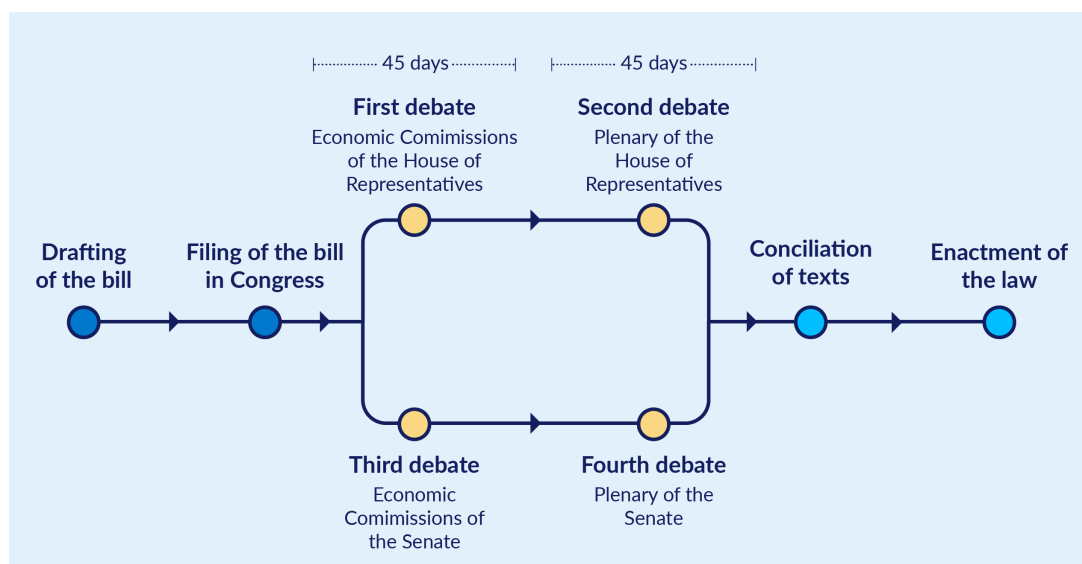 45 days
45 days
First debate
Economic Comimissions
of the House of
Representatives
Second debate
Plenary of the
House of
Representatives
Drafting
of the bill
Filing of the bill
in Congress
Conciliation
of texts
Enactment of
the law
Third debate
Economic
Comimissions of
the Senate
Fourth debate
Plenary of the
Senate